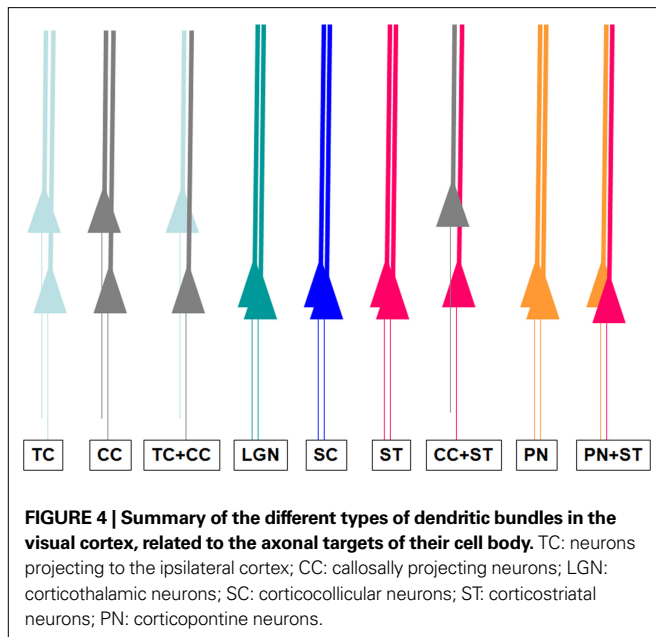 TC CC TC+CC LGN SC ST CC+ST PN PN+ST
FIGURE 4 | Summary of the different types of dendritic bundles in the
visual cortex, related to the axonal targets of their cell body. TC: neurons
projecting to the ipsilateral cortex; CC: callosally projecting neurons; LGN:
corticothalamic neurons; SC: corticocollicular neurons; ST: corticostriatal
neurons; PN: corticopontine neurons.